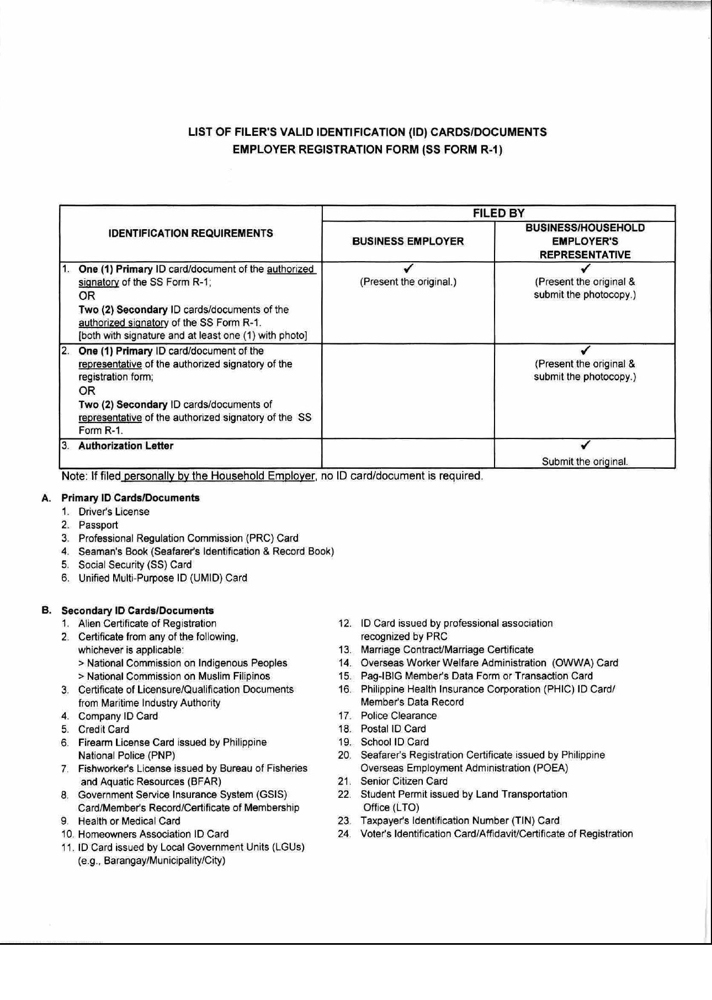 LIST OF FILER'S VALID IDENTIFICATION (ID) CARDS/DOCUMENTS
EMPLOYER REGISTRATION FORM (SS FORM R-1)
IDENTIFICATION REQUIREMENTS
FILED BY
BUSINESS EMPLOYER
BUSINESS/HOUSEHOLD
EMPLOYER'S
REPRESENTATIVE
1. One (1) Primary ID card/document of the authorized
signatory of the SS Form R-1;
OR
Two (2) Secondary ID cards/documents of the
authorized signatory of the SS Form R-1.
[both with signature and at least one (1) with photo]
✓
(Present the original.)
✓
(Present the original &
submit the photocopy.)
2. One (1) Primary ID card/document of the
representative of the authorized signatory of the
registration form;
OR
Two (2) Secondary ID cards/documents of
representative of the authorized signatory of the SS
Form R-1.
✓
(Present the original &
submit the photocopy.)
3. Authorization Letter
✓
Submit the original.
Note: If filed personally by the Household Employer, no ID card/document is required.
A. Primary ID Cards/Documents
1. Driver's License
2. Passport
3. Professional Regulation Commission (PRC) Card
4. Seaman's Book (Seafarer's Identification & Record Book)
5. Social Security (SS) Card
6. Unified Multi-Purpose ID (UMID) Card
B. Secondary ID Cards/Documents
1. Alien Certificate of Registration
2. Certificate from any of the following,
whichever is applicable:
> National Commission on Indigenous Peoples
> National Commission on Muslim Filipinos
3. Certificate of Licensure/Qualification Documents
from Maritime Industry Authority
4. Company ID Card
5. Credit Card
6. Firearm License Card issued by Philippine
National Police (PNP)
7. Fishworker's License issued by Bureau of Fisheries
and Aquatic Resources (BFAR)
8. Government Service Insurance System (GSIS)
Card/Member's Record/Certificate of Membership
9. Health or Medical Card
10. Homeowners Association ID Card
11. ID Card issued by Local Government Units (LGUs)
(e.g., Barangay/Municipality/City)
12. ID Card issued by professional association
recognized by PRC
13. Marriage Contract/Marriage Certificate
14. Overseas Worker Welfare Administration (OWWA) Card
15. Pag-IBIG Member's Data Form or Transaction Card
16. Philippine Health Insurance Corporation (PHIC) ID Card/
Member's Data Record
17. Police Clearance
18. Postal ID Card
19. School ID Card
20. Seafarer's Registration Certificate issued by Philippine
Overseas Employment Administration (POEA)
21. Senior Citizen Card
22. Student Permit issued by Land Transportation
Office (LTO)
23. Taxpayer's Identification Number (TIN) Card
24. Voter's Identification Card/Affidavit/Certificate of Registration